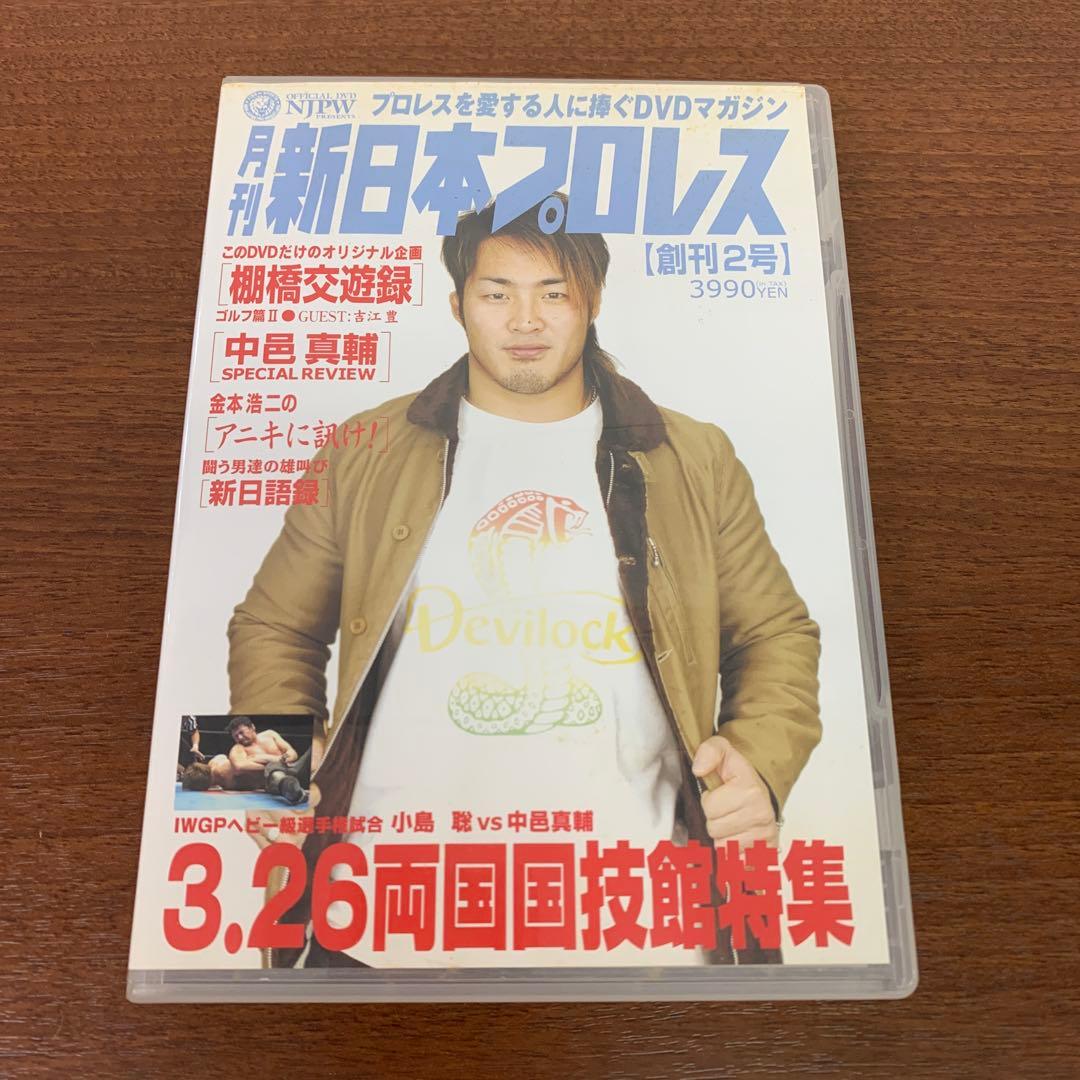 OFFICIAL DVD
NJPW
PRESENTS
プロレスを愛する人に捧ぐDVDマガジン
月刊 新日本プロレス
【創刊2号】
3990(in TAX)YEN
このDVDだけのオリジナル企画
[棚橋交遊録]
ゴルフ篇Ⅱ●GUEST:吉江 豊
[中邑 真輔
SPECIAL REVIEW]
金本 浩二の
[アニキに訊け!]
闘う男達の雄叫び
[新日語録]
Devilock
IWGPヘビー級選手権試合 小島 聡 vs 中邑真輔
3.26両国国技館特集